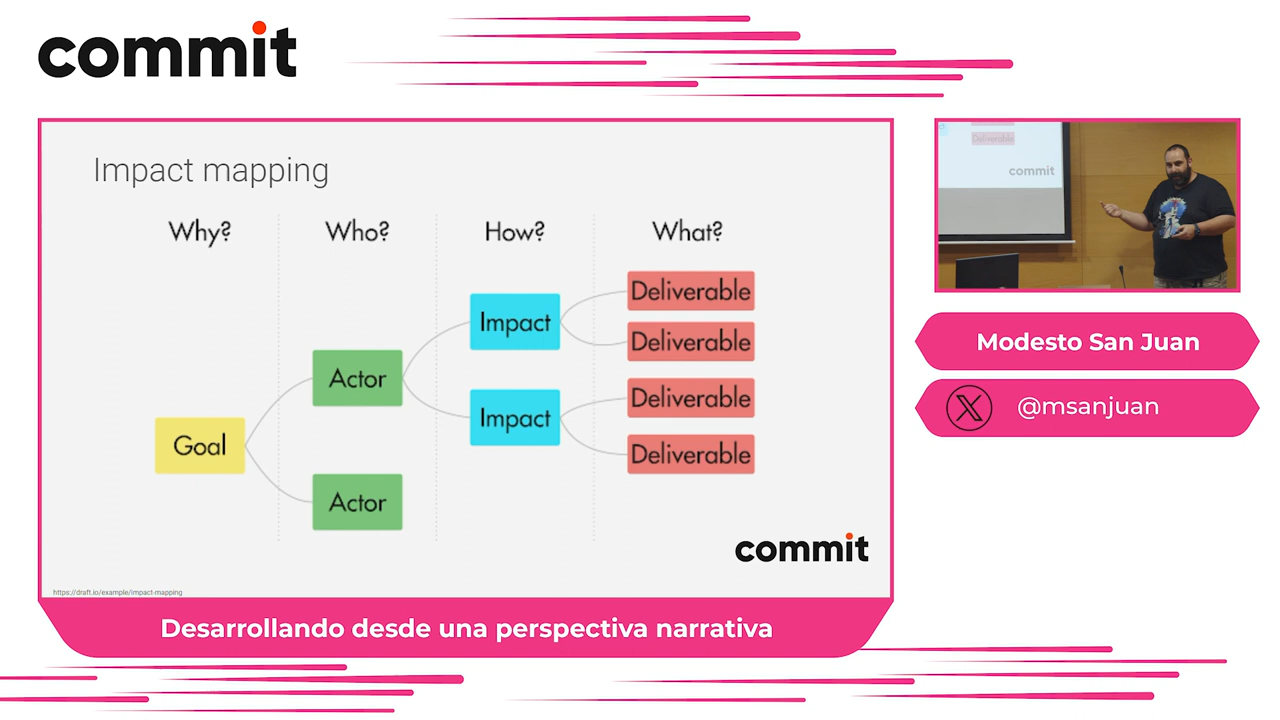 commit
Impact mapping
Why?
Who?
How?
What?
Goal
Actor
Actor
Impact
Impact
Deliverable
Deliverable
Deliverable
Deliverable
commit
https://draft.io/example/impact-mapping
Desarrollando desde una perspectiva narrativa
Deliverable
commit
Modesto San Juan
@msanjuan